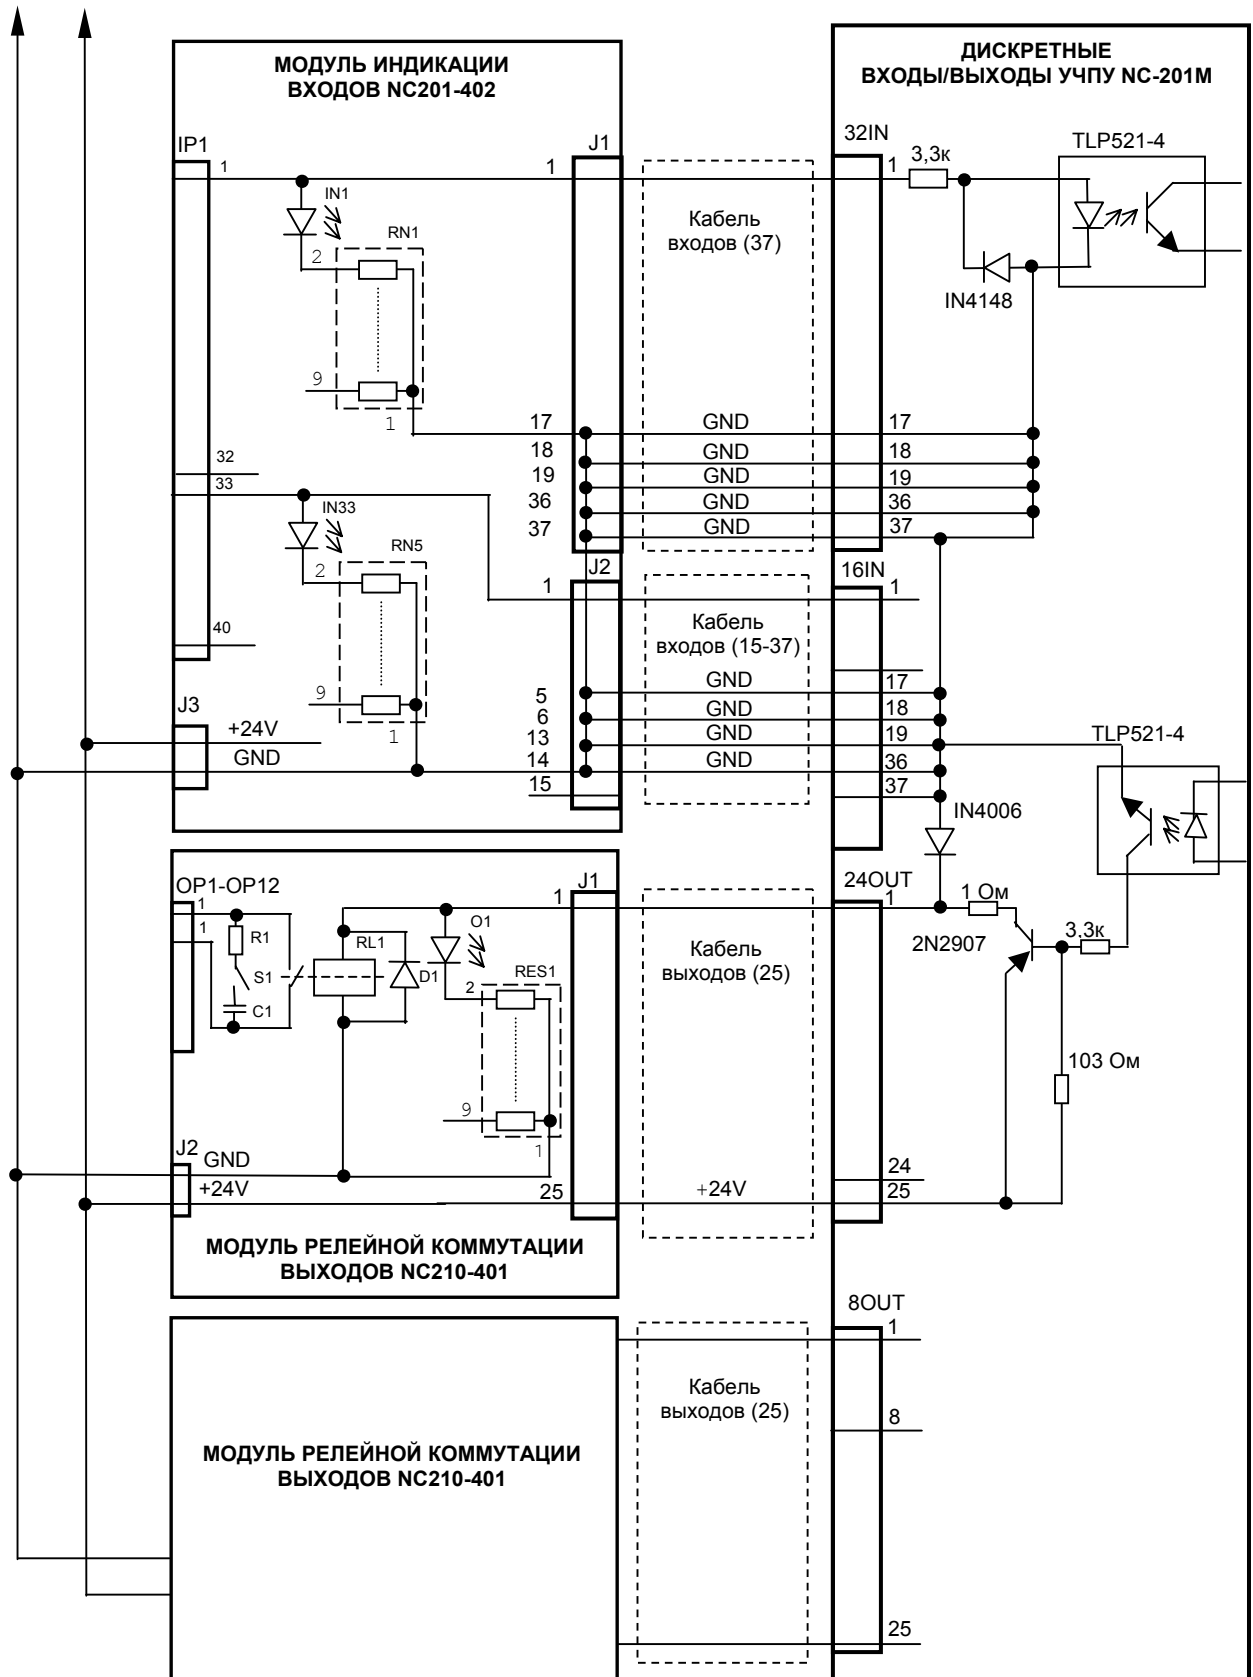 МОДУЛЬ ИНДИКАЦИИ
ВХОДОВ NC201-402
ДИСКРЕТНЫЕ
ВХОДЫ/ВЫХОДЫ УЧПУ NC-201M
IP1
1
1
J1
32IN
1
3,3к
TLP521-4
IN1
RN1
2
Кабель
входов (37)
IN4148
9
1
17
GND
17
18
GND
18
19
GND
19
36
GND
36
37
GND
37
32
33
IN33
RN5
2
J2
16IN
1
1
40
Кабель
входов (15-37)
9
1
5
GND
17
6
GND
18
13
GND
19
14
GND
36
15
37
J3
+24V
GND
TLP521-4
IN4006
OP1-OP12
1
1
R1
S1
C1
RL1
D1
O1
RES1
2
9
1
1
J1
24OUT
1
1 Ом
2N2907
3,3к
Кабель
выходов (25)
103 Ом
J2
GND
+24V
25
+24V
24
25
МОДУЛЬ РЕЛЕЙНОЙ КОММУТАЦИИ
ВЫХОДОВ NC210-401
8OUT
1
Кабель
выходов (25)
8
МОДУЛЬ РЕЛЕЙНОЙ КОММУТАЦИИ
ВЫХОДОВ NC210-401
25